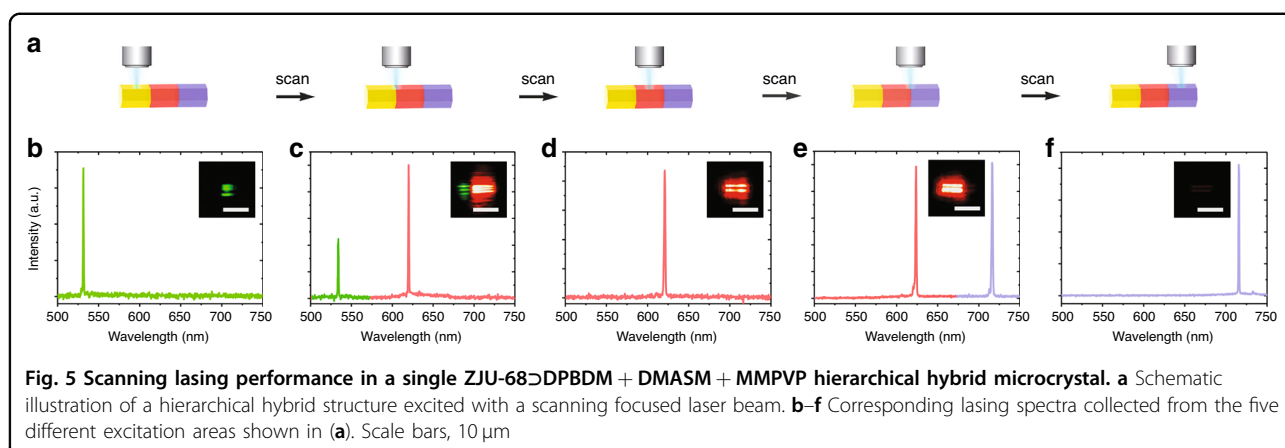 a
scan scan scan scan
b c d e f
Intensity (a.u.)
500 550 600 650 700 750 500 550 600 650 700 750 500 550 600 650 700 750 500 550 600 650 700 750 500 550 600 650 700 750
Wavelength (nm) Wavelength (nm) Wavelength (nm) Wavelength (nm) Wavelength (nm)
Fig. 5 Scanning lasing performance in a single ZJU-68⊃DPBDM + DMASM + MMPVP hierarchical hybrid microcrystal. a Schematic
illustration of a hierarchical hybrid structure excited with a scanning focused laser beam. b–f Corresponding lasing spectra collected from the five
different excitation areas shown in (a). Scale bars, 10 μm